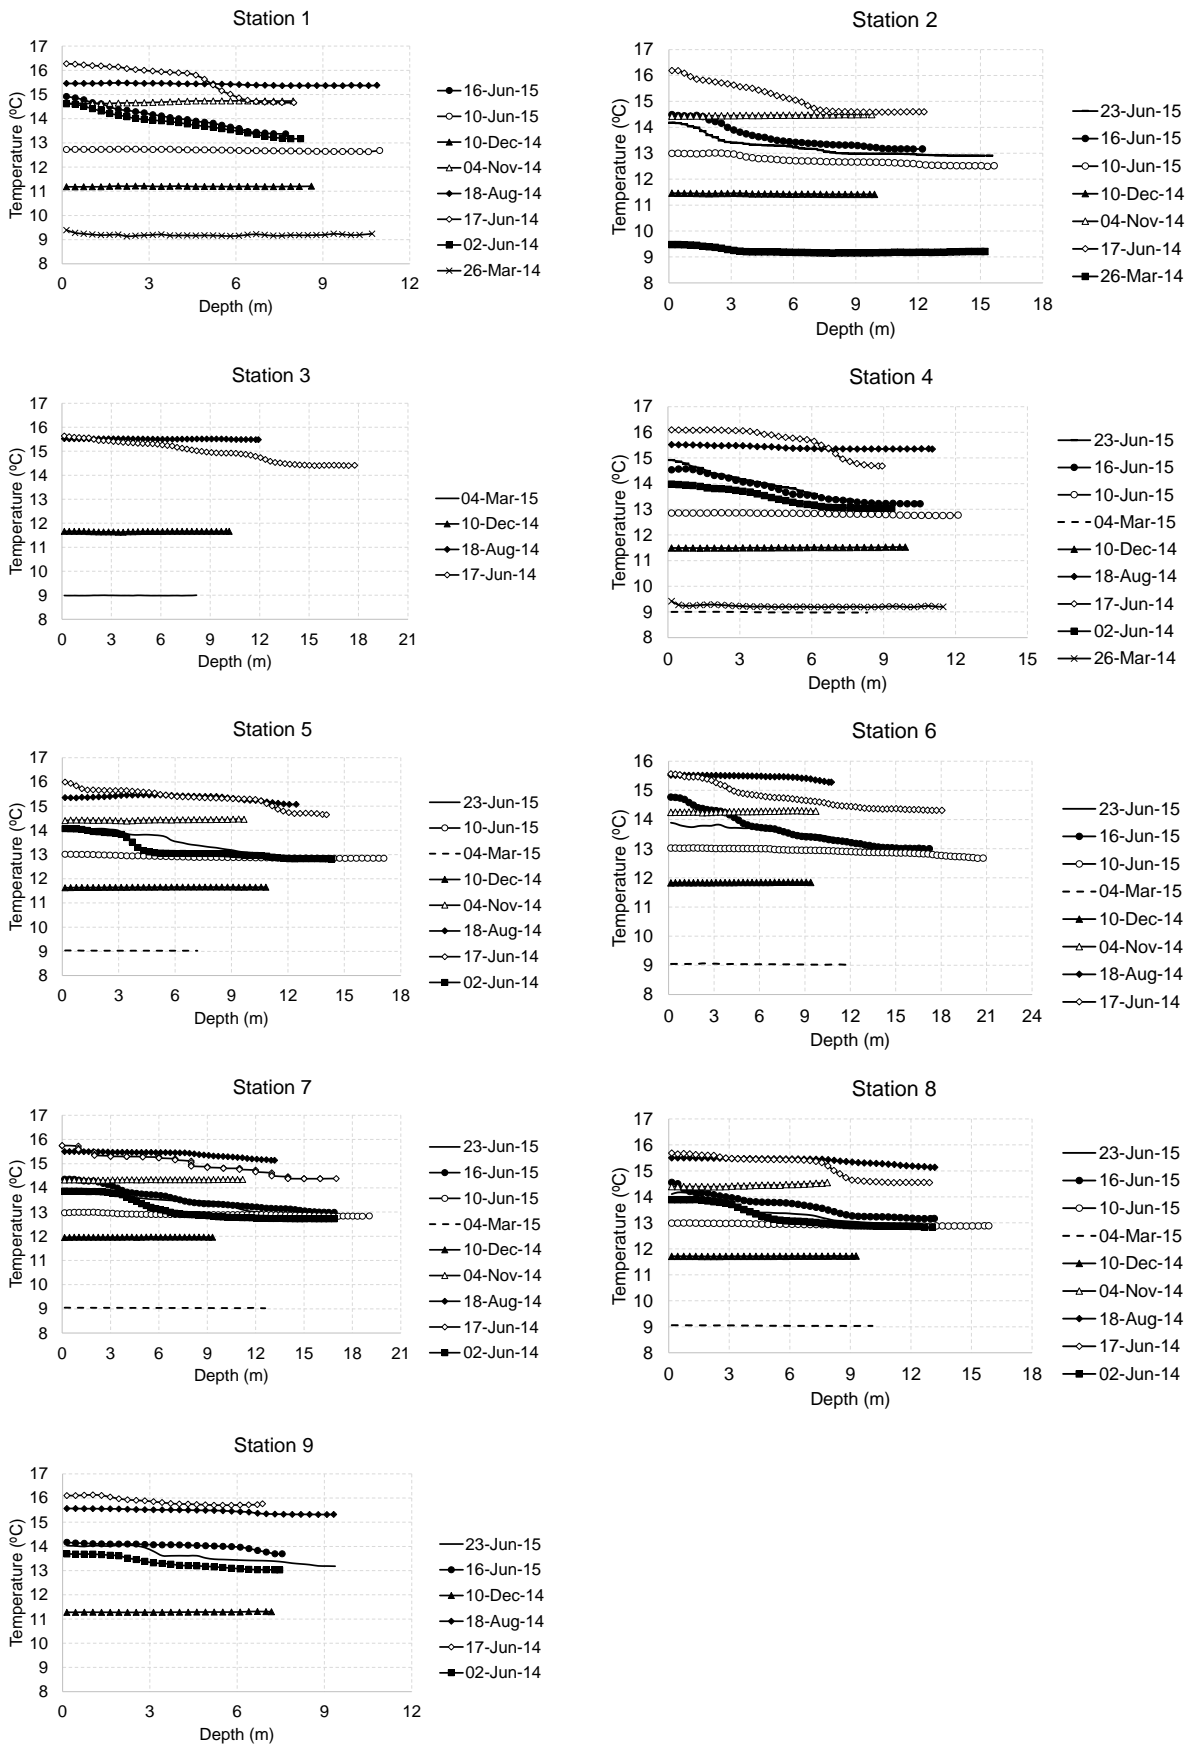 Station 1
17
16
15
14
13
12
11
10
9
8
0
3
6
9
12
Temperature (ºC)
Depth (m)
16-Jun-15
10-Jun-15
10-Dec-14
04-Nov-14
18-Aug-14
17-Jun-14
02-Jun-14
26-Mar-14
Station 2
17
16
15
14
13
12
11
10
9
8
0
3
6
9
12
15
18
Temperature (ºC)
Depth (m)
23-Jun-15
16-Jun-15
10-Jun-15
10-Dec-14
04-Nov-14
17-Jun-14
26-Mar-14
Station 3
17
16
15
14
13
12
11
10
9
8
0
3
6
9
12
15
18
21
Temperature (ºC)
Depth (m)
04-Mar-15
10-Dec-14
18-Aug-14
17-Jun-14
Station 4
17
16
15
14
13
12
11
10
9
8
0
3
6
9
12
15
Temperature (ºC)
Depth (m)
23-Jun-15
16-Jun-15
10-Jun-15
04-Mar-15
10-Dec-14
18-Aug-14
17-Jun-14
02-Jun-14
26-Mar-14
Station 5
17
16
15
14
13
12
11
10
9
8
0
3
6
9
12
15
18
Temperature (ºC)
Depth (m)
23-Jun-15
10-Jun-15
04-Mar-15
10-Dec-14
04-Nov-14
18-Aug-14
17-Jun-14
02-Jun-14
Station 6
16
15
14
13
12
11
10
9
8
0
3
6
9
12
15
18
21
24
Temperature (ºC)
Depth (m)
23-Jun-15
16-Jun-15
10-Jun-15
04-Mar-15
10-Dec-14
04-Nov-14
18-Aug-14
17-Jun-14
Station 7
17
16
15
14
13
12
11
10
9
8
0
3
6
9
12
15
18
21
Temperature (ºC)
Depth (m)
23-Jun-15
16-Jun-15
10-Jun-15
04-Mar-15
10-Dec-14
04-Nov-14
18-Aug-14
17-Jun-14
02-Jun-14
Station 8
17
16
15
14
13
12
11
10
9
8
0
3
6
9
12
15
18
Temperature (ºC)
Depth (m)
23-Jun-15
16-Jun-15
10-Jun-15
04-Mar-15
10-Dec-14
04-Nov-14
18-Aug-14
17-Jun-14
02-Jun-14
Station 9
17
16
15
14
13
12
11
10
9
8
0
3
6
9
12
Temperature (ºC)
Depth (m)
23-Jun-15
16-Jun-15
10-Dec-14
18-Aug-14
17-Jun-14
02-Jun-14